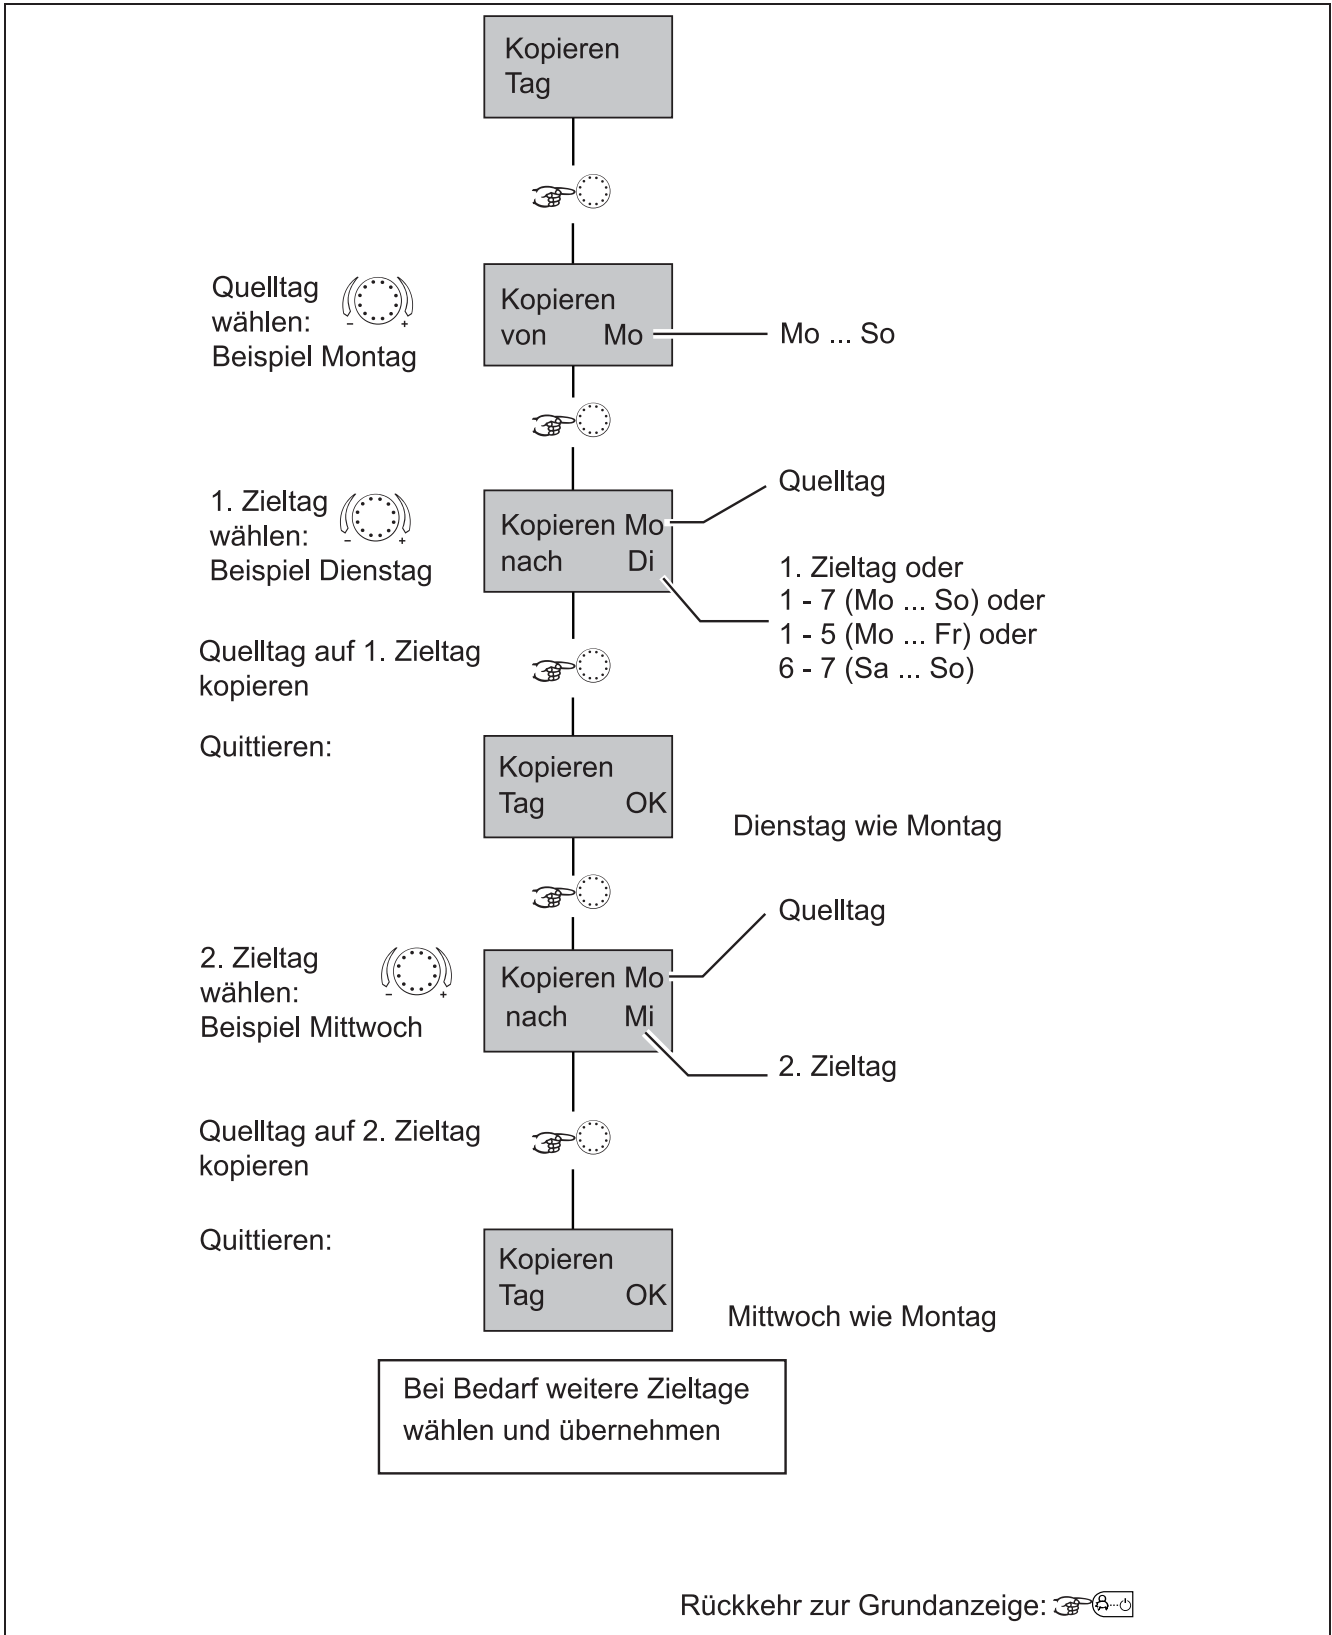 Kopieren
Tag
Quelltag
wählen:
Beispiel Montag
- +
Kopieren
von Mo
Mo ... So
1. Zieltag
wählen:
Beispiel Dienstag
- +
Kopieren Mo
nach Di
Quelltag
1. Zieltag oder
1 - 7 (Mo ... So) oder
1 - 5 (Mo ... Fr) oder
6 - 7 (Sa ... So)
Quelltag auf 1. Zieltag
kopieren
Quittieren:
Kopieren
Tag OK
Dienstag wie Montag
2. Zieltag
wählen:
Beispiel Mittwoch
- +
Kopieren Mo
nach Mi
Quelltag
2. Zieltag
Quelltag auf 2. Zieltag
kopieren
Quittieren:
Kopieren
Tag OK
Mittwoch wie Montag
Bei Bedarf weitere Zieltage
wählen und übernehmen
Rückkehr zur Grundanzeige: